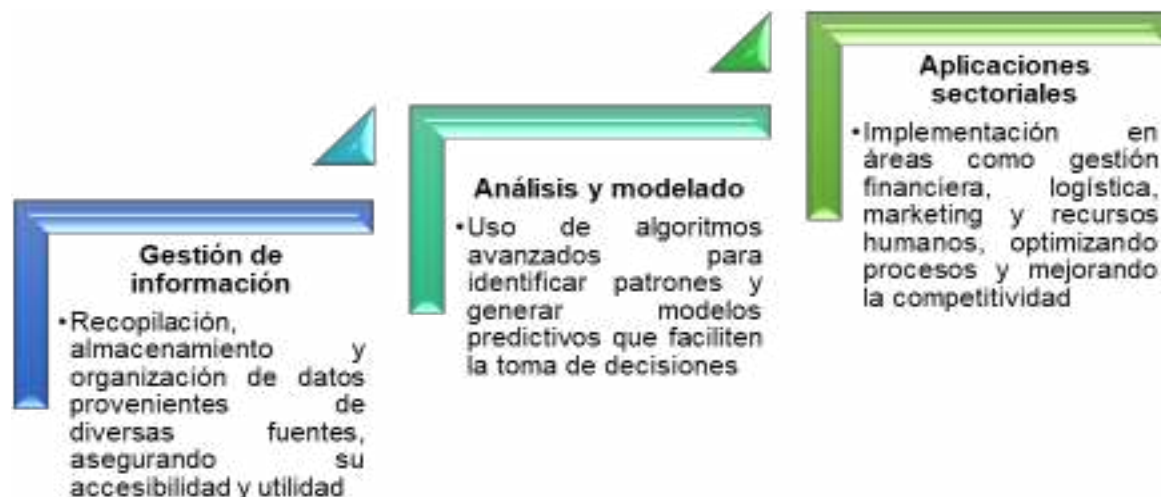 Gestión de
información
•Recopilación,
almacenamiento y
organización de datos
provenientes de
diversas fuentes,
asegurando su
accesibilidad y utilidad
Análisis y modelado
•Uso de algoritmos
avanzados para
identificar patrones y
generar modelos
predictivos que faciliten
la toma de decisiones
Aplicaciones
sectoriales
•Implementación en
áreas como gestión
financiera, logística,
marketing y recursos
humanos, optimizando
procesos y mejorando
la competitividad